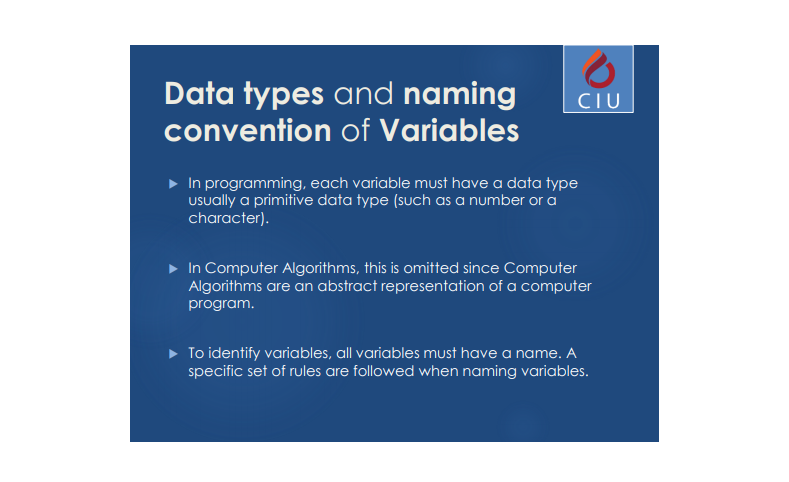 CIU
Data types and naming
convention of Variables
In programming, each variable must have a data type
usually a primitive data type (such as a number or a
character).
In Computer Algorithms, this is omitted since Computer
Algorithms are an abstract representation of a computer
program.
To identify variables, all variables must have a name. A
specific set of rules are followed when naming variables.